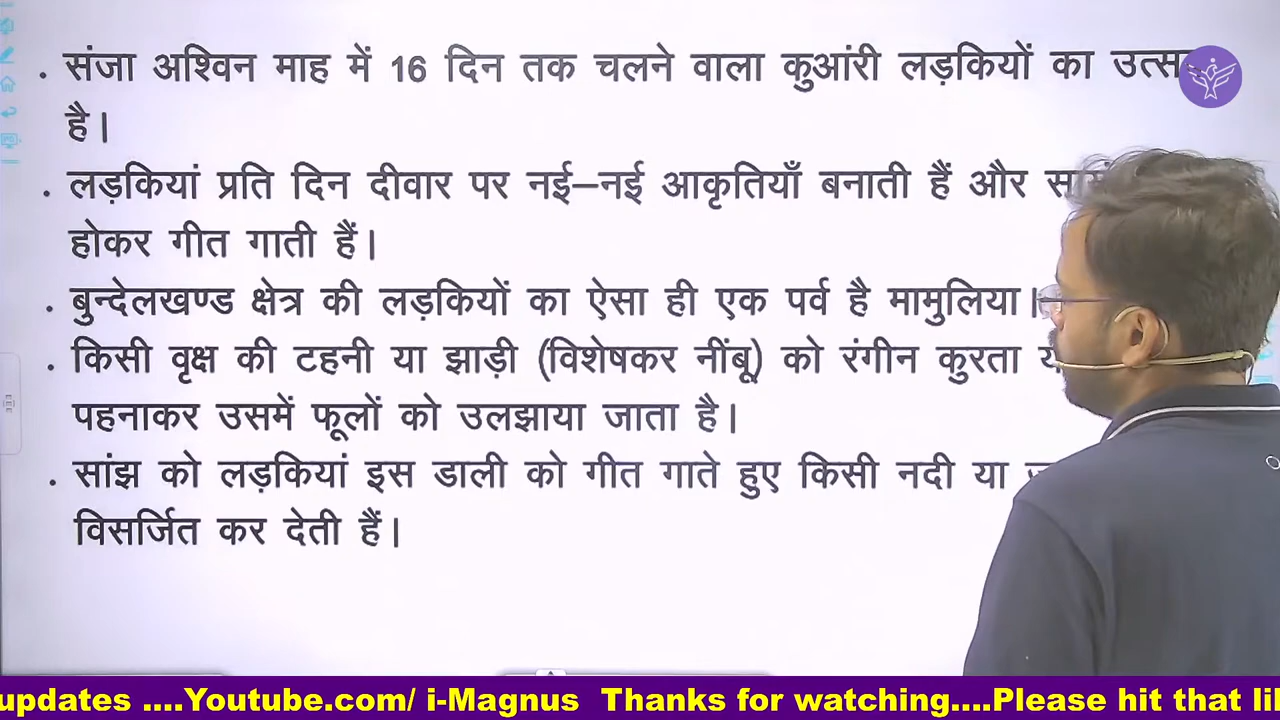 . संजा अश्विन माह में 16 दिन तक चलने वाला कुआंरी लड़कियों का
है।
. लड़कियां प्रति दिन दीवार पर नई–नई आकृतियाँ बनाती हैं और
होकर गीत गाती हैं।
. बुन्देलखण्ड क्षेत्र की लड़कियों का ऐसा ही एक पर्व है मामुलिया।
. किसी वृक्ष की टहनी या झाड़ी (विशेषकर नींबू) को रंगीन कुरता
पहनाकर उसमें फूलों को उलझाया जाता है।
. सांझ को लड़कियां इस डाली को गीत गाते हुए किसी नदी या
विसर्जित कर देती हैं।
updates ....Youtube.com/ i-Magnus Thanks for watching....Please hit that